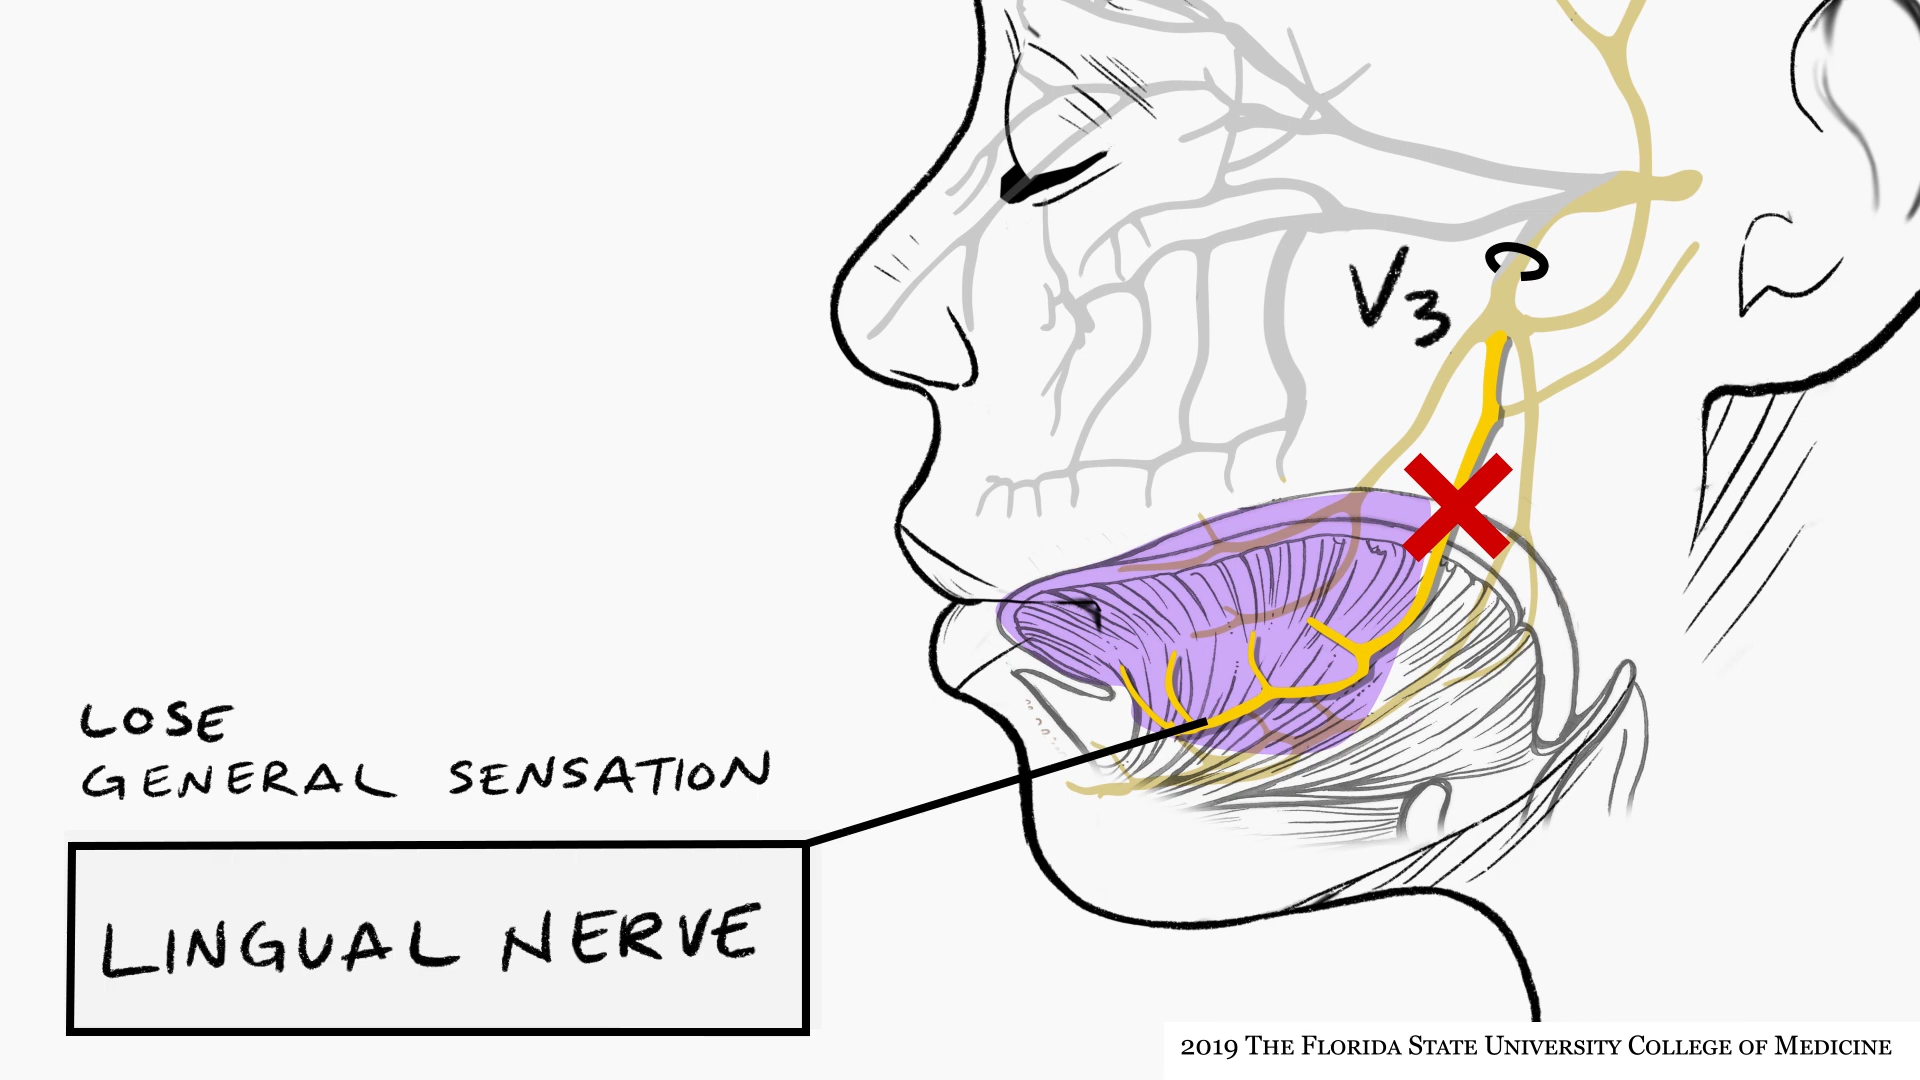 V3
LOSE
GENERAL SENSATION
LINGUAL NERVE
2019 THE FLORIDA STATE UNIVERSITY COLLEGE OF MEDICINE